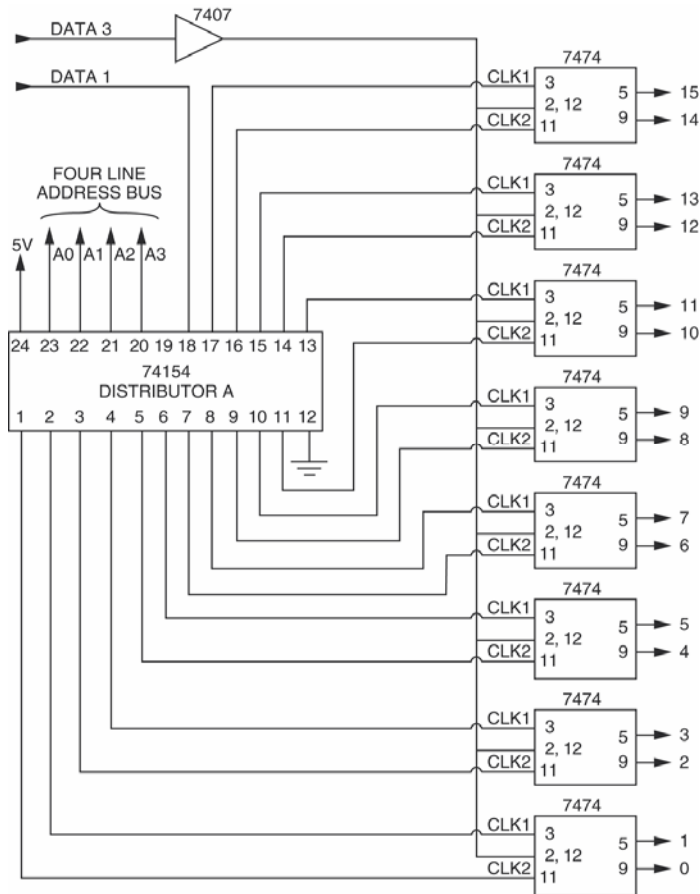 DATA 3
7407
DATA 1
FOUR LINE
ADDRESS BUS
5V
A0 A1 A2 A3
24 23 22 21 20 19 18 17 16 15 14 13
74154
DISTRIBUTOR A
1 2 3 4 5 6 7 8 9 10 11 12
7474
CLK1 3 5 15
2, 12
CLK2 11 9 14
7474
CLK1 3 5 13
2, 12
CLK2 11 9 12
7474
CLK1 3 5 11
2, 12
CLK2 11 9 10
7474
CLK1 3 5 9
2, 12
CLK2 11 9 8
7474
CLK1 3 5 7
2, 12
CLK2 11 9 6
7474
CLK1 3 5 5
2, 12
CLK2 11 9 4
7474
CLK1 3 5 3
2, 12
CLK2 11 9 2
7474
CLK1 3 5 1
2, 12
CLK2 11 9 0